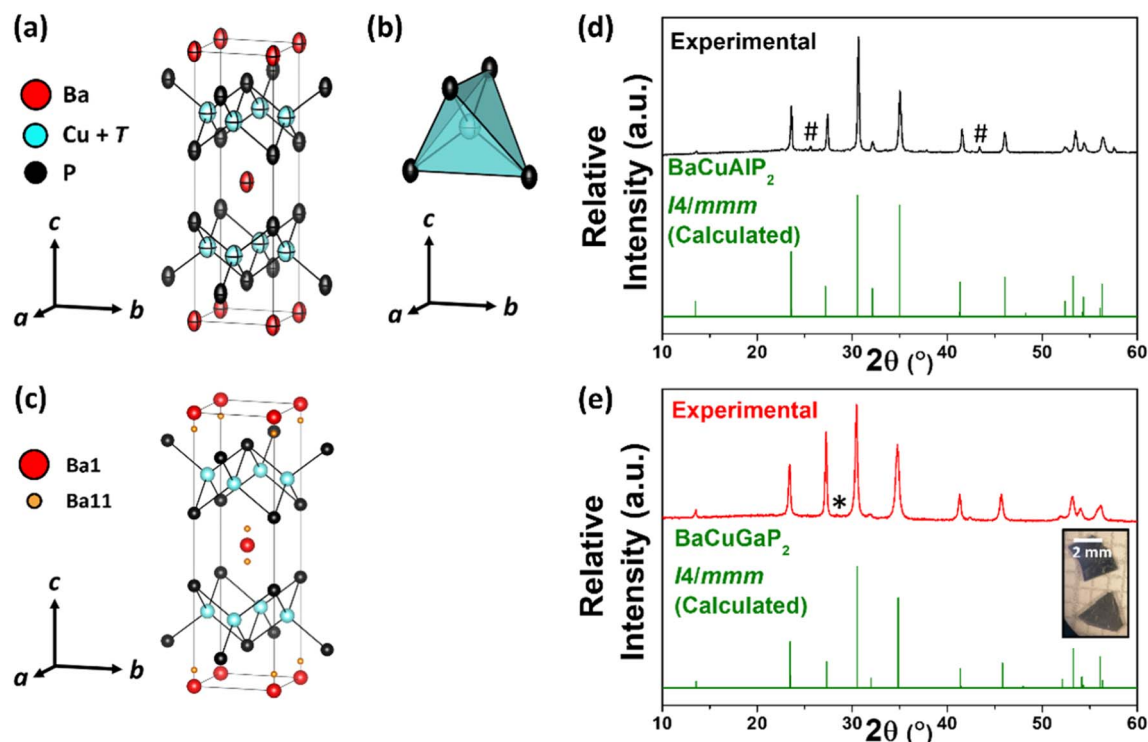 (a)
Ba
Cu + T
P
c
a
b
(b)
c
a
b
(c)
Ba1
Ba11
c
a
b
(d)
Relative
Intensity (a.u.)
Experimental
#
#
BaCuAlP2
I4/mmm
(Calculated)
10
20
30
40
50
60
2θ (°)
(e)
Relative
Intensity (a.u.)
Experimental
*
BaCuGaP2
I4/mmm
(Calculated)
2 mm
10
20
30
40
50
60
2θ (°)